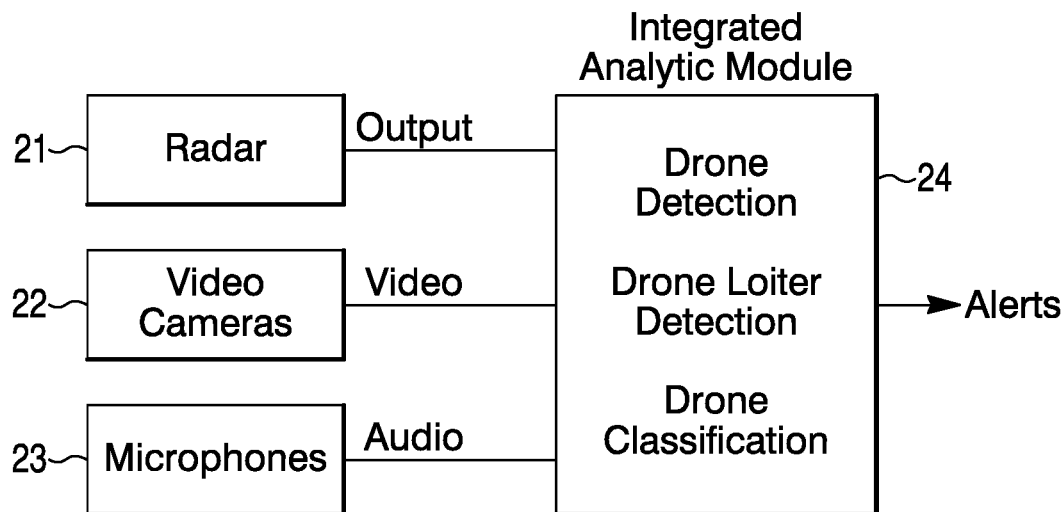 Integrated
Analytic Module
21
Radar
Output
Drone
Detection
24
22
Video
Cameras
Video
Drone Loiter
Detection
Alerts
23
Microphones
Audio
Drone
Classification